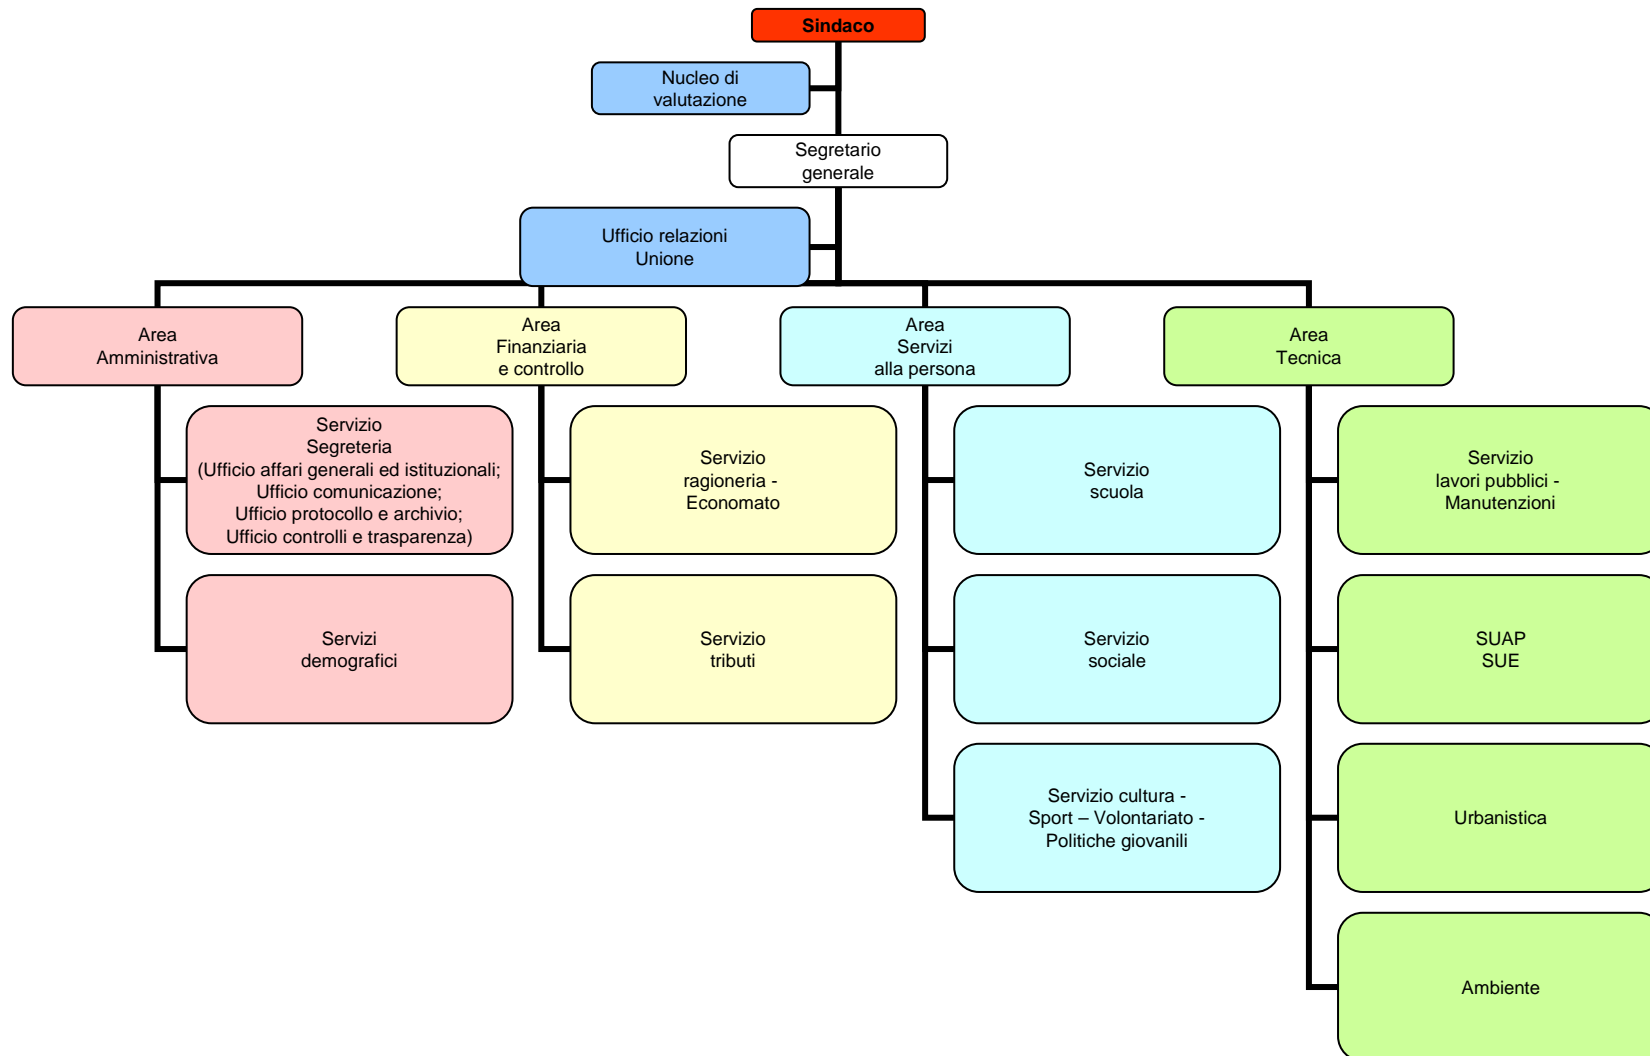 Sindaco
Nucleo di
valutazione
Segretario
generale
Ufficio relazioni
Unione
Area
Amministrativa
Area
Finanziaria
e controllo
Area
Servizi
alla persona
Area
Tecnica
Servizio
Segreteria
(Ufficio affari generali ed istituzionali;
Ufficio comunicazione;
Ufficio protocollo e archivio;
Ufficio controlli e trasparenza)
Servizio
ragioneria -
Economato
Servizio
scuola
Servizio
lavori pubblici -
Manutenzioni
Servizi
demografici
Servizio
tributi
Servizio
sociale
SUAP
SUE
Servizio cultura -
Sport – Volontariato -
Politiche giovanili
Urbanistica
Ambiente